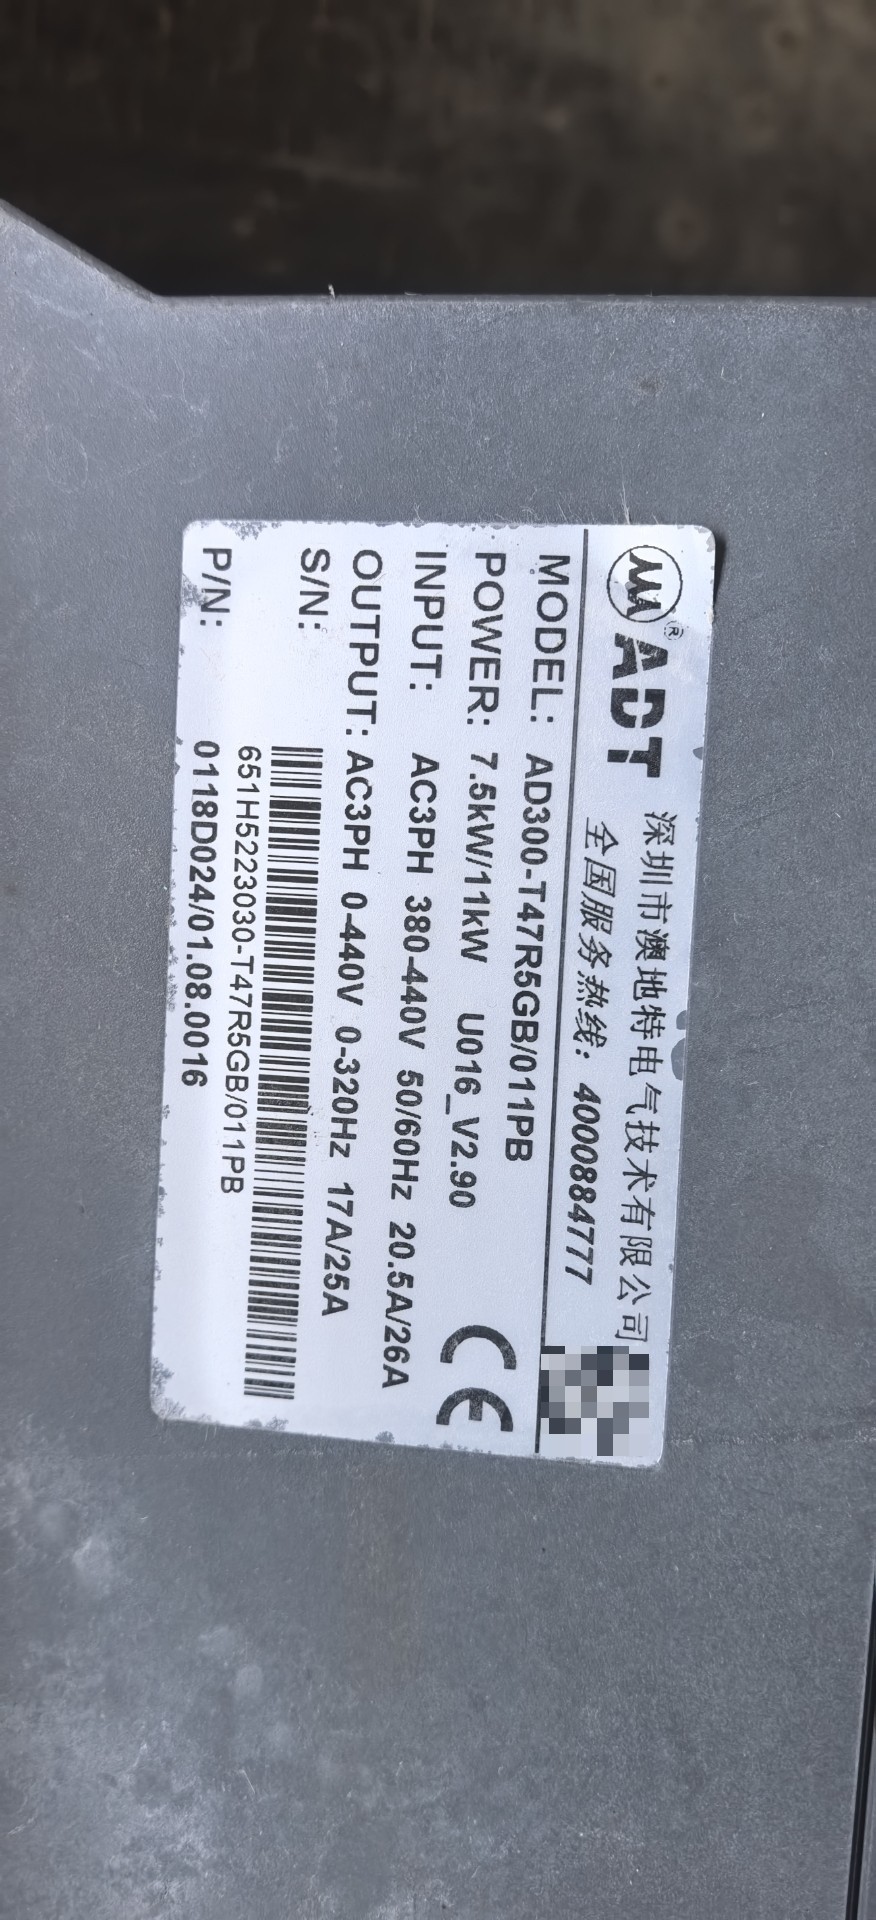 ADT® 深圳市澳地特电气技术有限公司
全国服务热线：4000884777
MODEL: AD300-T47R5GB/011PB
POWER: 7.5kW/11kW U016_V2.90
INPUT: AC3PH 380-440V 50/60Hz 20.5A/26A
OUTPUT: AC3PH 0-440V 0-320Hz 17A/25A
S/N:
651H5223030-T47R5GB/011PB
P/N: 0118D024/01.08.0016
CE